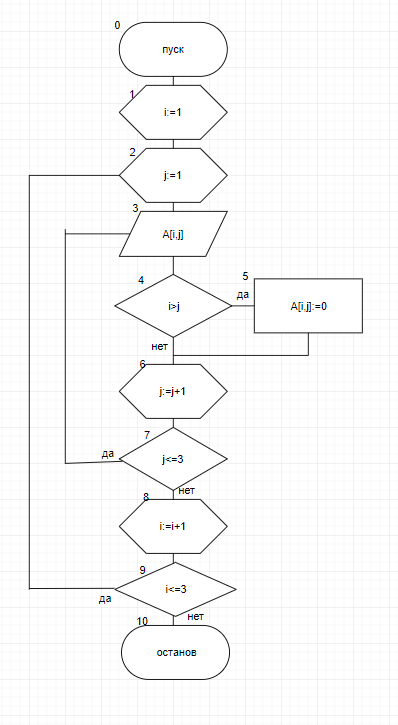 0
пуск
1
i:=1
2
j:=1
3
A[i,j]
4
i>j
да
5
A[i,j]:=0
нет
6
j:=j+1
7
да
j<=3
нет
8
i:=i+1
9
i<=3
да
нет
10
останов